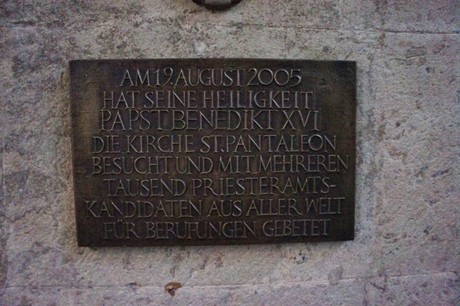 AM 19. AUGUST 2005
HAT SEINE HEILIGKEIT
PAPST BENEDIKT XVI
DIE KIRCHE ST. PANTALEON
BESUCHT UND MIT MEHREREN
TAUSEND PRIESTERAMTS-
KANDIDATEN AUS ALLER WELT
FÜR BERUFUNGEN GEBETET